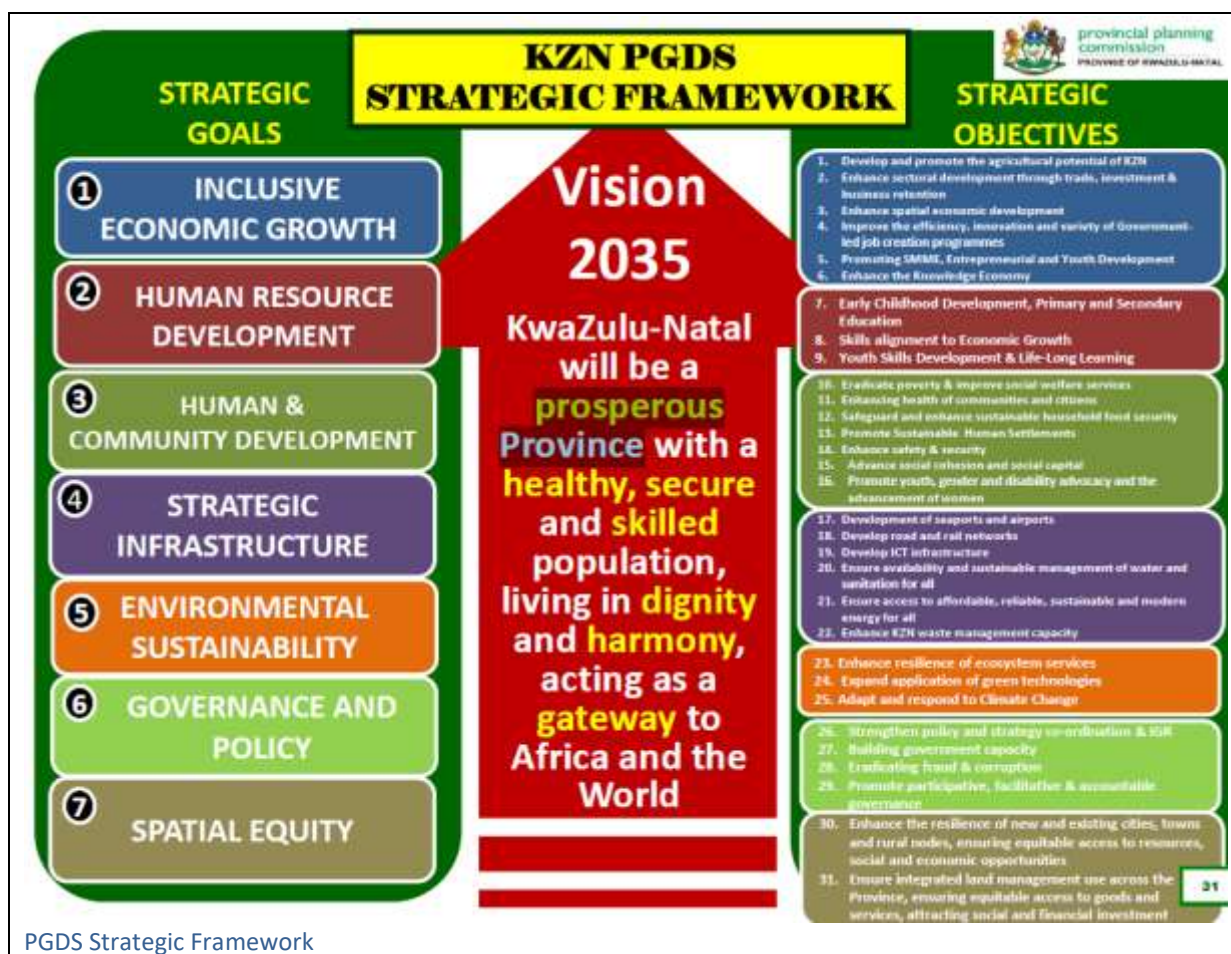 KZN PGDS
STRATEGIC FRAMEWORK
provincial planning
commission
PROVINCE OF KWAZULU-NATAL
STRATEGIC
GOALS
1 INCLUSIVE
ECONOMIC GROWTH
2 HUMAN RESOURCE
DEVELOPMENT
3 HUMAN &
COMMUNITY DEVELOPMENT
4 STRATEGIC
INFRASTRUCTURE
5 ENVIRONMENTAL
SUSTAINABILITY
6 GOVERNANCE AND
POLICY
7 SPATIAL EQUITY
Vision
2035
KwaZulu-Natal
will be a
prosperous
Province with a
healthy, secure
and skilled
population,
living in dignity
and harmony,
acting as a
gateway to
Africa and the
World
STRATEGIC
OBJECTIVES
1. Develop and promote the agricultural potential of KZN
2. Enhance sectoral development through trade, investment &
business retention
3. Enhance spatial economic development
4. Improve the efficiency, innovation and variety of Government-
led job creation programmes
5. Promoting SMME, Entrepreneurial and Youth Development
6. Enhance the Knowledge Economy
7. Early Childhood Development, Primary and Secondary
Education
8. Skills alignment to Economic Growth
9. Youth Skills Development & Life-Long Learning
10. Eradicate poverty & improve social welfare services
11. Enhancing health of communities and citizens
12. Safeguard and enhance sustainable household food security
13. Promote Sustainable Human Settlements
14. Enhance safety & security
15. Advance social cohesion and social capital
16. Promote youth, gender and disability advocacy and the
advancement of women
17. Development of seaports and airports
18. Develop road and rail networks
19. Develop ICT infrastructure
20. Ensure availability and sustainable management of water and
sanitation for all
21. Ensure access to affordable, reliable, sustainable and modern
energy for all
22. Enhance KZN waste management capacity
23. Enhance resilience of ecosystem services
24. Expand application of green technologies
25. Adapt and respond to Climate Change
26. Strengthen policy and strategy co-ordination & IGR
27. Building government capacity
28. Eradicating fraud & corruption
29. Promote participative, facilitative & accountable
governance
30. Enhance the resilience of new and existing cities, towns
and rural nodes, ensuring equitable access to resources,
social and economic opportunities
31. Ensure integrated land management use across the
Province, ensuring equitable access to goods and
services, attracting social and financial investment
31
PGDS Strategic Framework